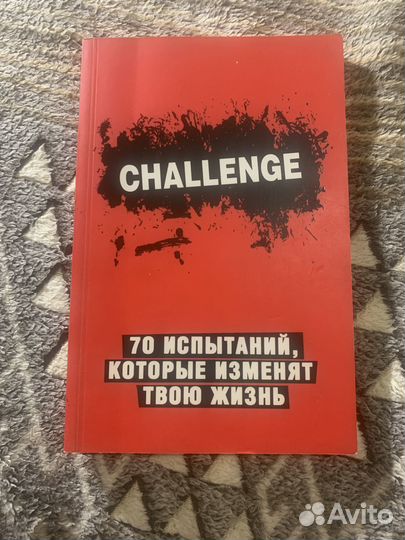 CHALLENGE
70 ИСПЫТАНИЙ,
КОТОРЫЕ ИЗМЕНЯТ
ТВОЮ ЖИЗНЬ
Avito